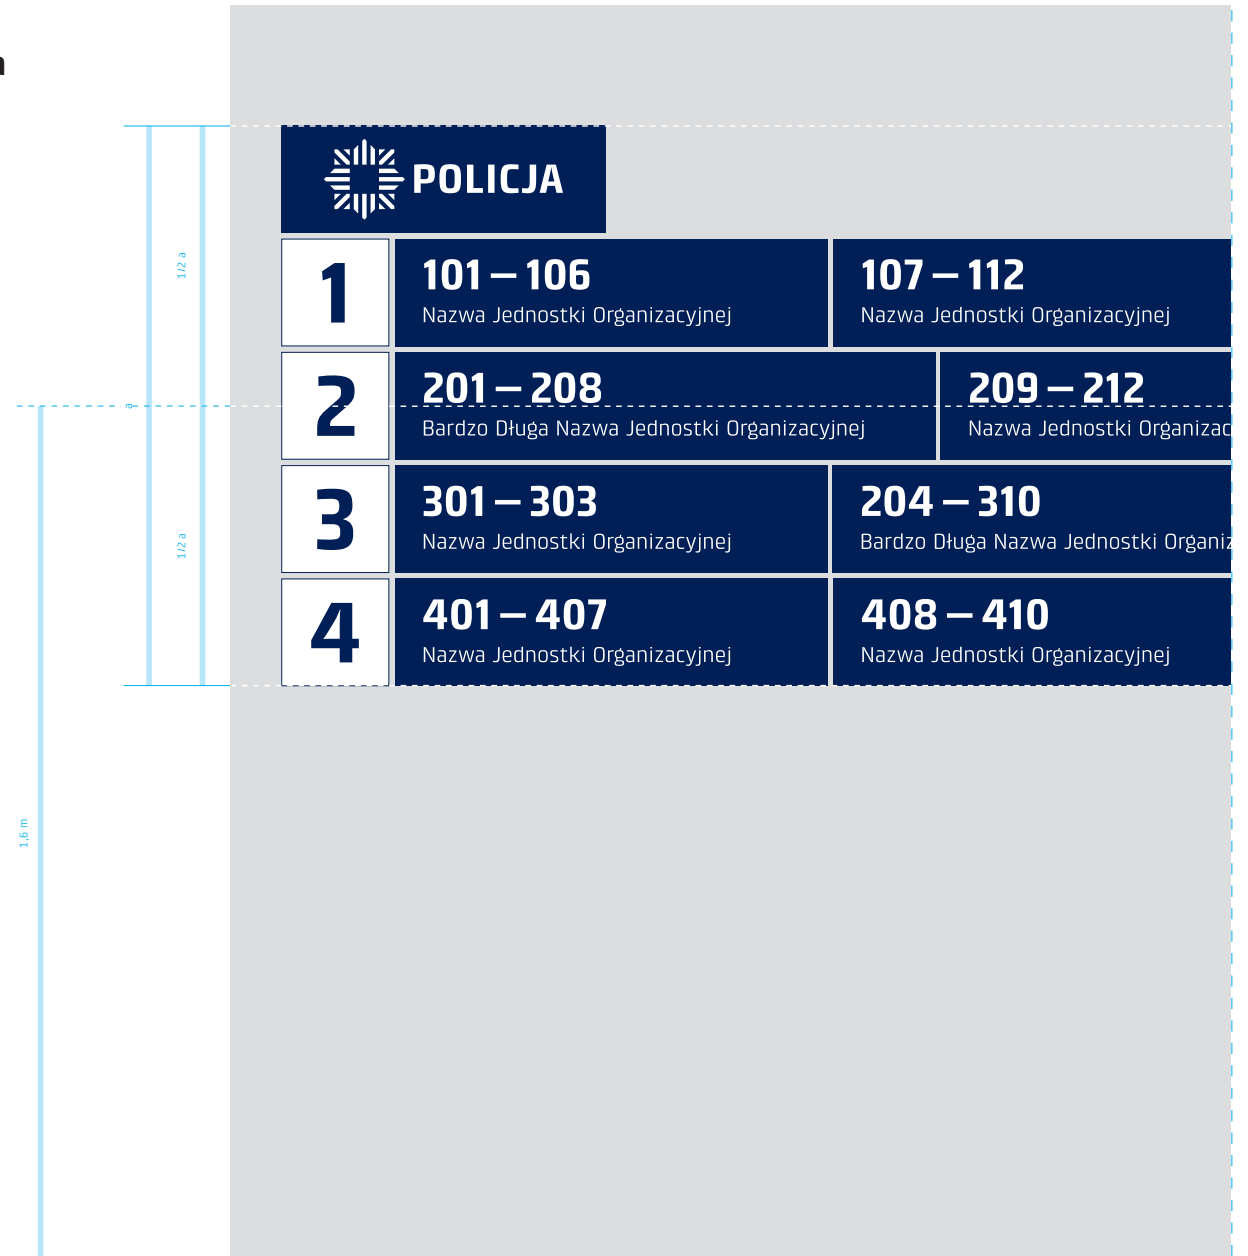 POLICJA
1
101 – 106
Nazwa Jednostki Organizacyjnej
107 – 112
Nazwa Jednostki Organizacyjnej
2
201 – 208
Bardzo Długa Nazwa Jednostki Organizacyjnej
209 – 212
Nazwa Jednostki
3
301 – 303
Nazwa Jednostki Organizacyjnej
204 – 310
Bardzo Długa Nazwa Jednostki
4
401 – 407
Nazwa Jednostki Organizacyjnej
408 – 410
Nazwa Jednostki Organizacyjnej
1/2 a
a
1/2 a
1,6 m